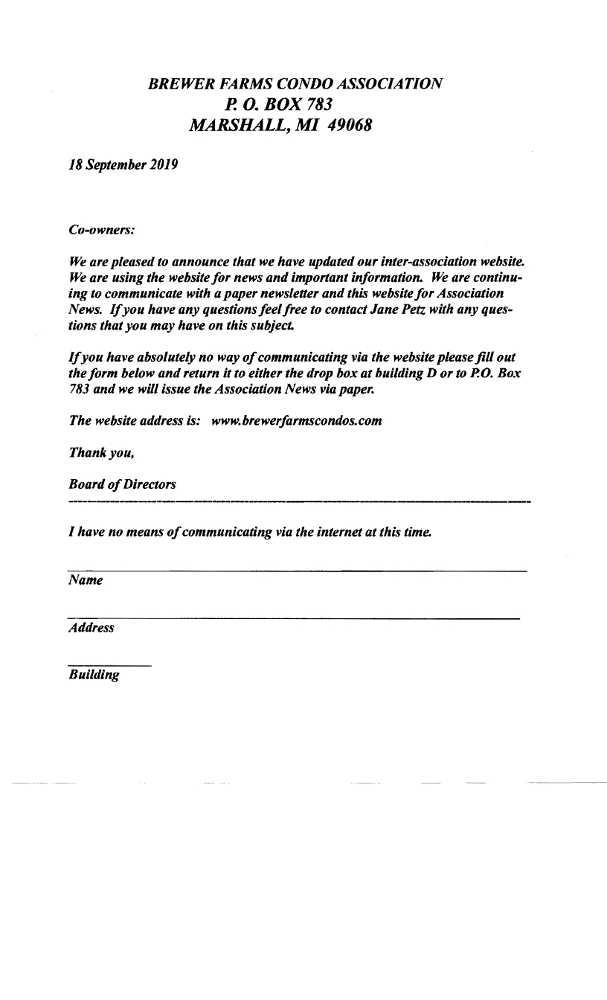 BREWER FARMS CONDO ASSOCIATION
P. O. BOX 783
MARSHALL, MI 49068
18 September 2019
Co-owners:
We are pleased to announce that we have updated our inter-association website.
We are using the website for news and important information. We are continu-
ing to communicate with a paper newsletter and this website for Association
News. If you have any questions feel free to contact Jane Petz with any ques-
tions that you may have on this subject.
If you have absolutely no way of communicating via the website please fill out
the form below and return it to either the drop box at building D or to P.O. Box
783 and we will issue the Association News via paper.
The website address is: www.brewerfarmscondos.com
Thank you,
Board of Directors
I have no means of communicating via the internet at this time.
Name
Address
Building